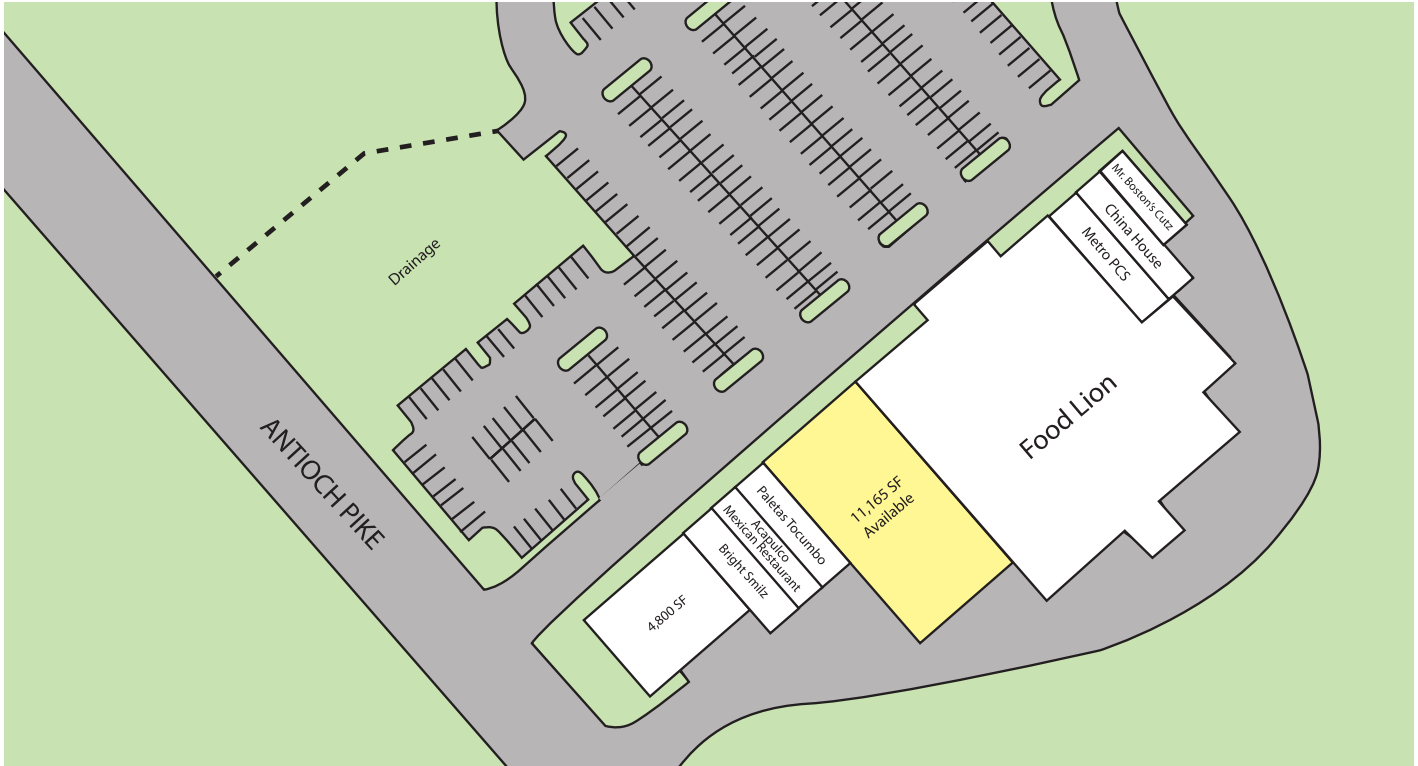 Mr. Boston's Cutz
China House
Metro PCS
Drainage
Food Lion
ANTIOCH PIKE
11,165 SF
Available
Paletas Tocumbo
Acapulco
Mexican Restaurant
Bright Smilz
4,800 SF